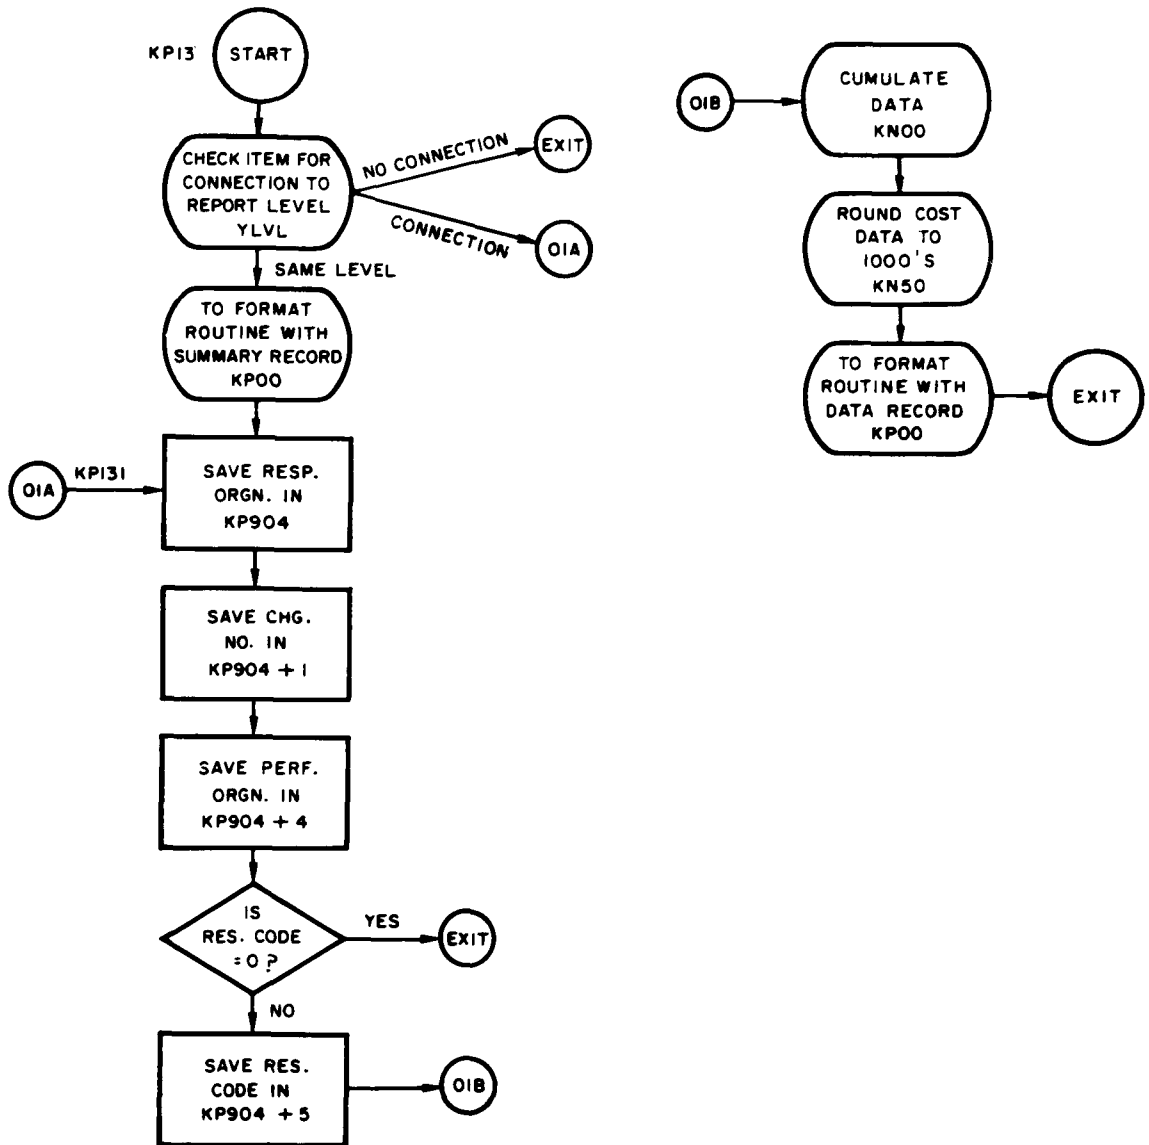 KP13
START
CHECK ITEM FOR
CONNECTION TO
REPORT LEVEL
YLVL
NO CONNECTION
EXIT
CONNECTION
01A
SAME LEVEL
TO FORMAT
ROUTINE WITH
SUMMARY RECORD
KP00
01A
KP131
SAVE RESP.
ORGN. IN
KP904
SAVE CHG.
NO. IN
KP904 + 1
SAVE PERF.
ORGN. IN
KP904 + 4
IS
RES. CODE
= 0 ?
YES
EXIT
NO
SAVE RES.
CODE IN
KP904 + 5
01B
01B
CUMULATE
DATA
KN00
ROUND COST
DATA TO
1000'S
KN50
TO FORMAT
ROUTINE WITH
DATA RECORD
KP00
EXIT